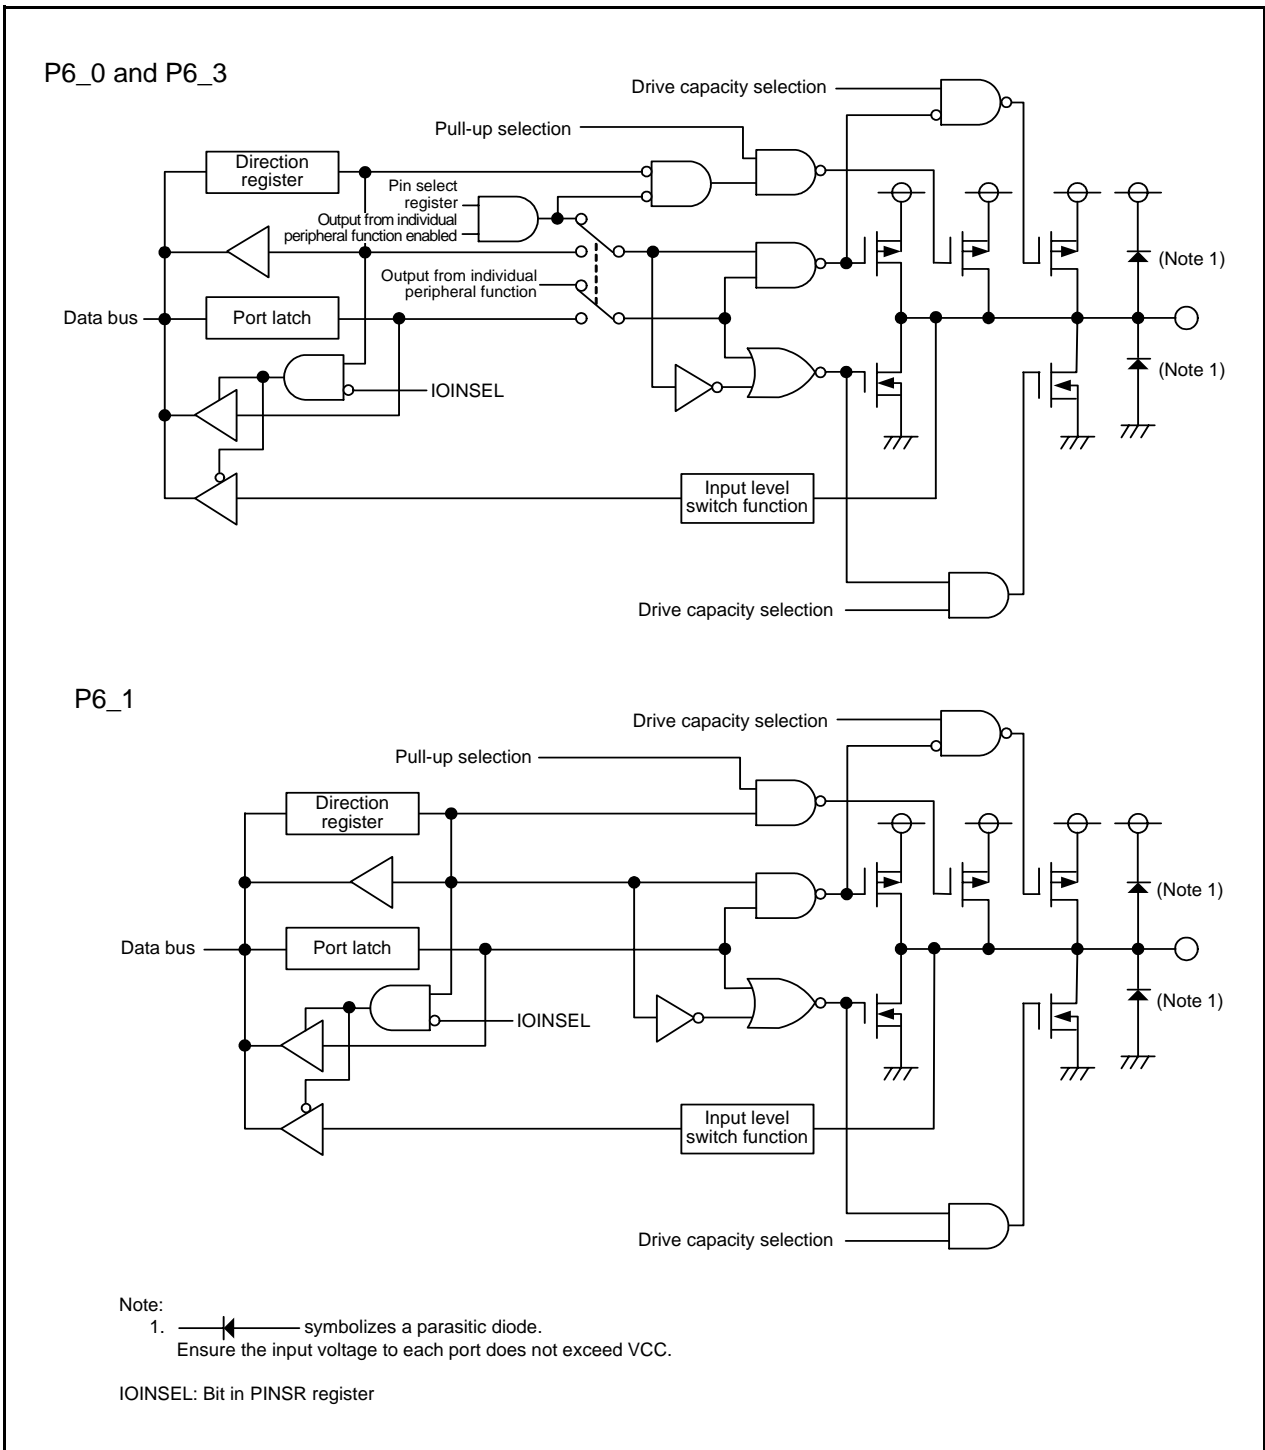 P6_0 and P6_3
Drive capacity selection
Pull-up selection
Direction
register
Pin select
register
Output from individual
peripheral function enabled
(Note 1)
Output from individual
peripheral function
Data bus
Port latch
(Note 1)
IOINSEL
Input level
switch function
Drive capacity selection
P6_1
Drive capacity selection
Pull-up selection
Direction
register
(Note 1)
Data bus
Port latch
(Note 1)
IOINSEL
Input level
switch function
Drive capacity selection
Note:
1. symbolizes a parasitic diode.
Ensure the input voltage to each port does not exceed VCC.
IOINSEL: Bit in PINSR register